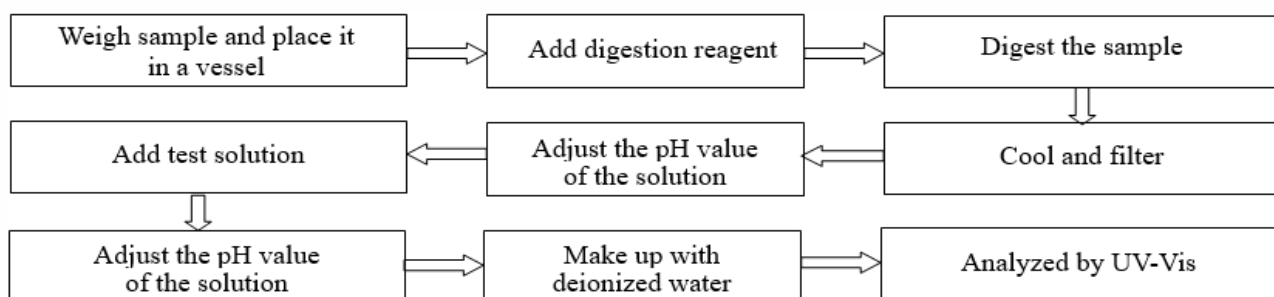 Weigh sample and place it
in a vessel
Add digestion reagent
Digest the sample
Cool and filter
Adjust the pH value
of the solution
Add test solution
Adjust the pH value
of the solution
Make up with
deionized water
Analyzed by UV-Vis